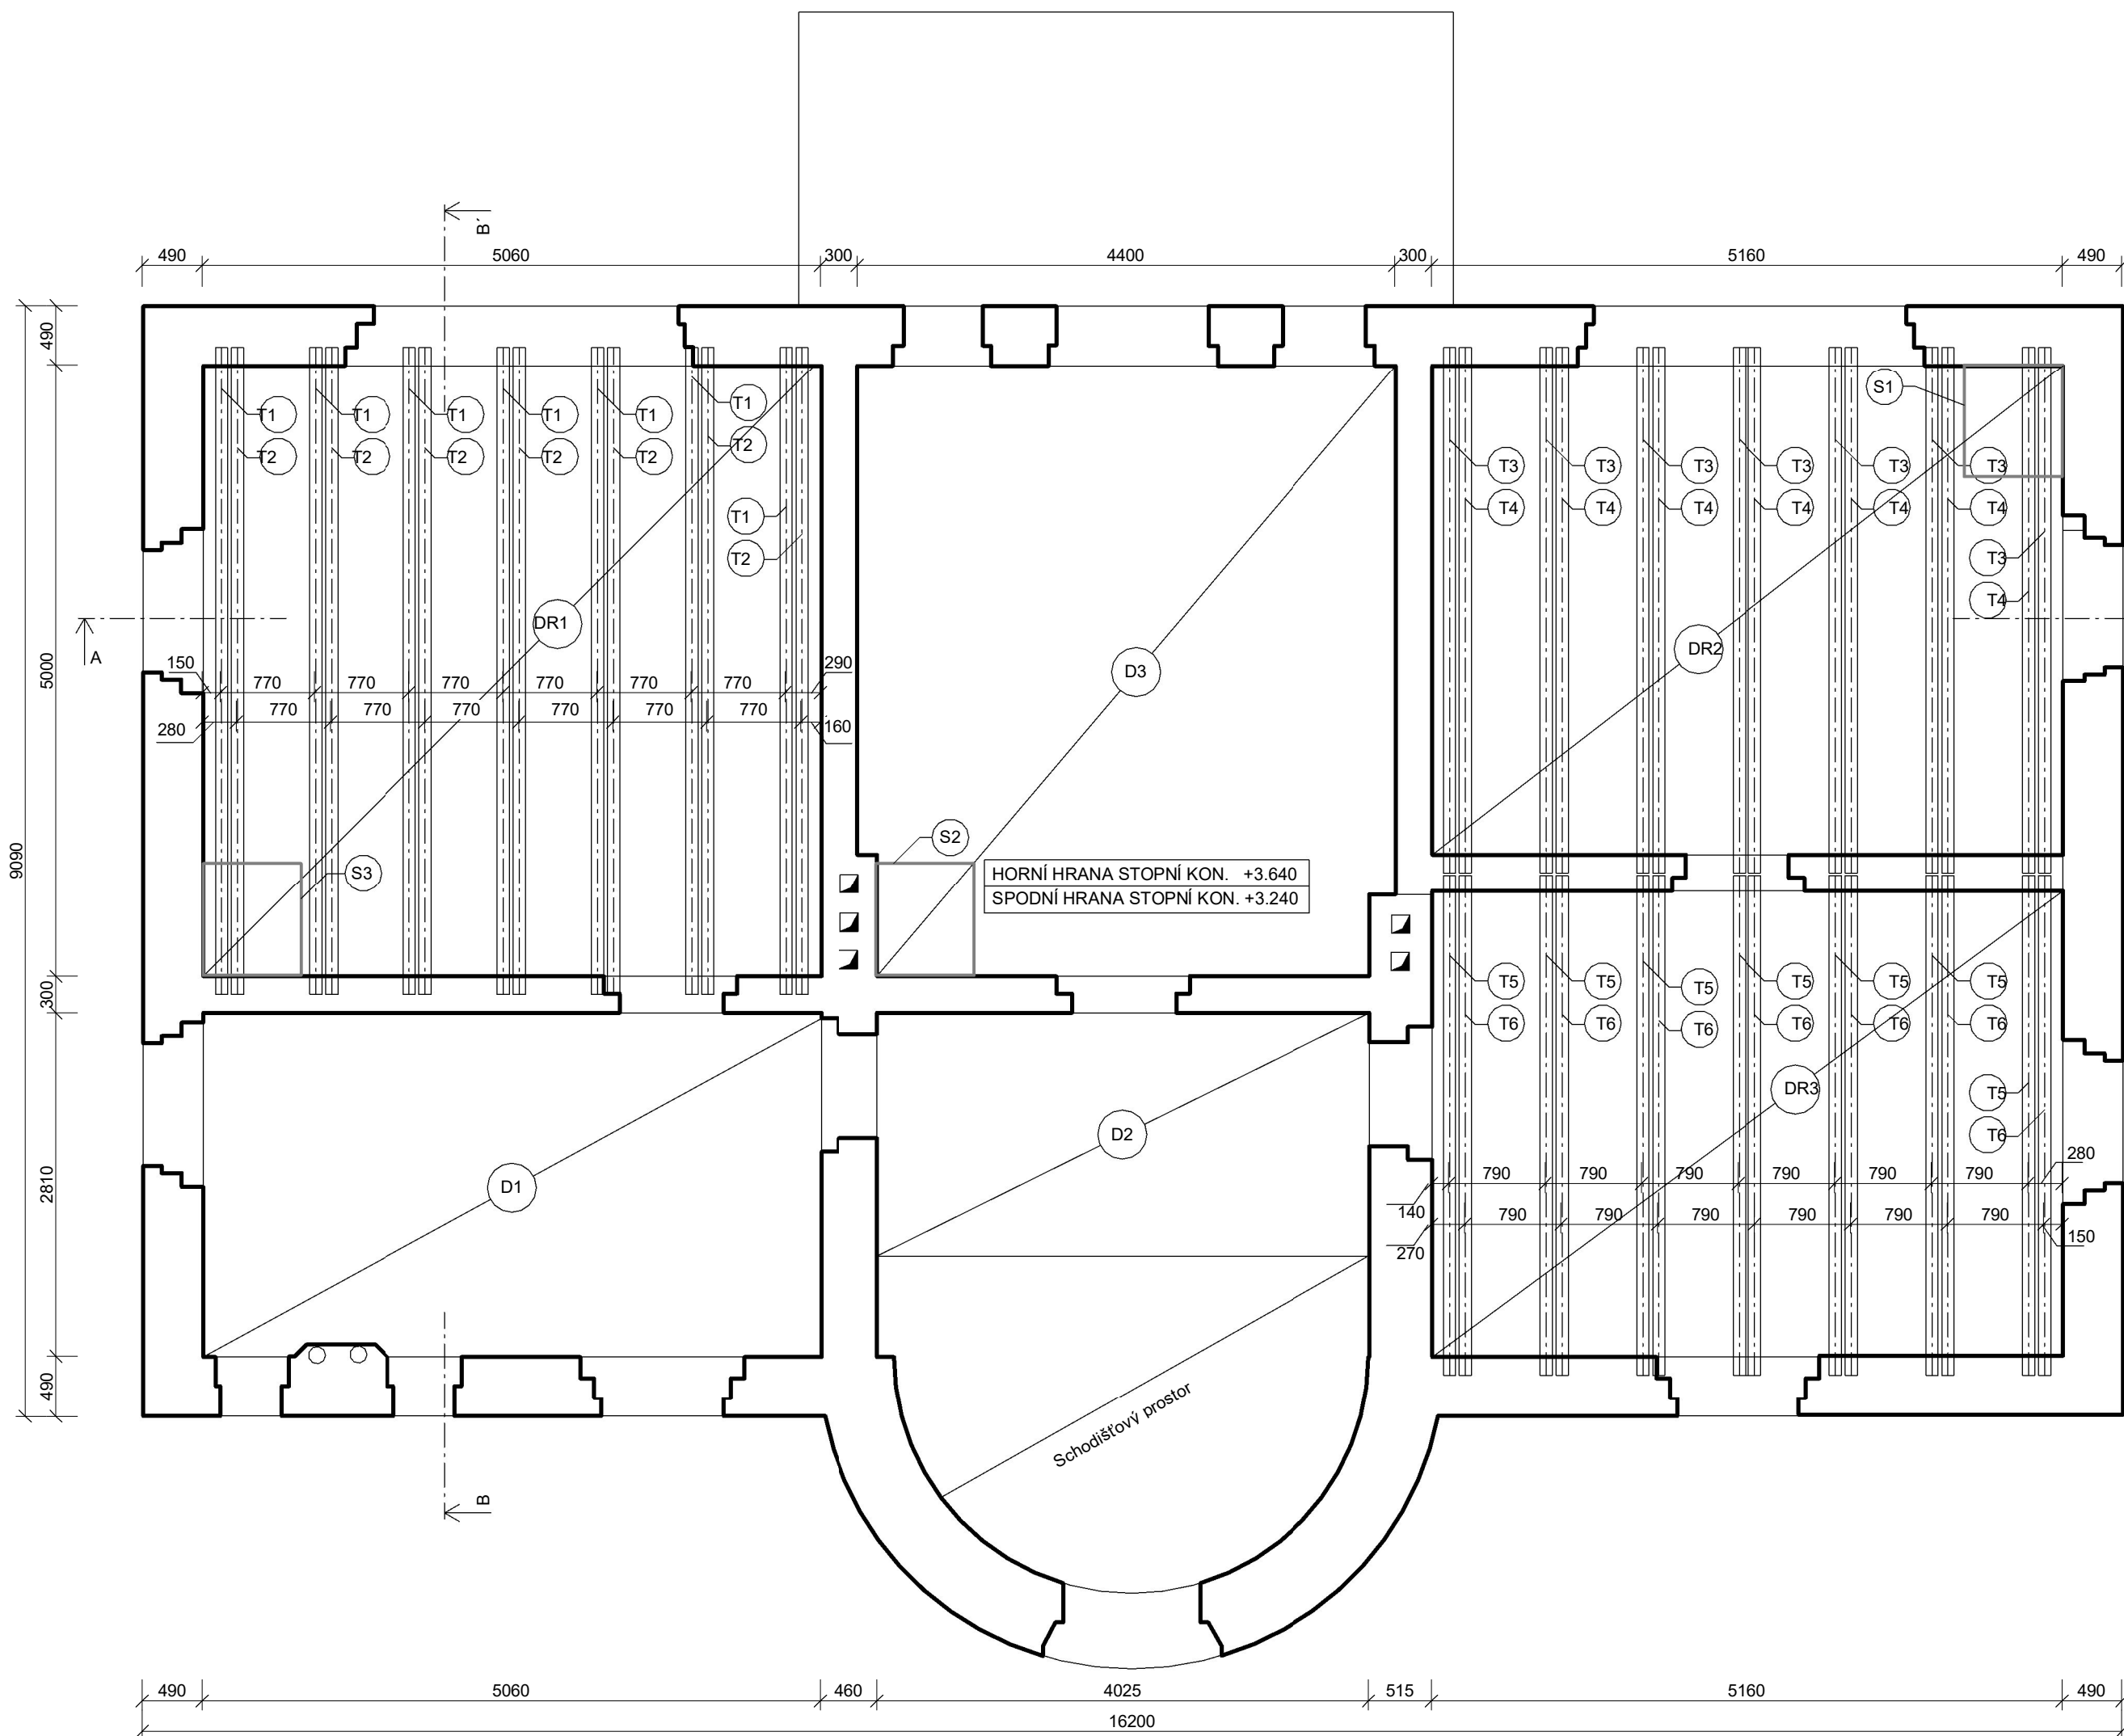 B'
490 5060 300 4400 300 5160 490
490
S1
T1 T1 T1 T1 T1 T1
T2 T2 T2 T2 T2 T2
T3 T3 T3 T3 T3 T3
T1
T4 T4 T4 T4 T4 T4
T2
T3
T4
DR1
DR2
A
5000
D3
150 770 770 770 770 770 770 290
280 770 770 770 770 770 770 160
9090
S2
S3
HORNÍ HRANA STOPNÍ KON. +3.640
SPODNÍ HRANA STOPNÍ KON. +3.240
300
T5 T5 T5 T5 T5 T5
T6 T6 T6 T6 T6 T6
DR3
T5
T6
D2
D1
2810
790 790 790 790 790 790 280
140
790 790 790 790 790 790 150
270
490
Schodišťový prostor
B
490 5060 460 4025 515 5160 490
16200